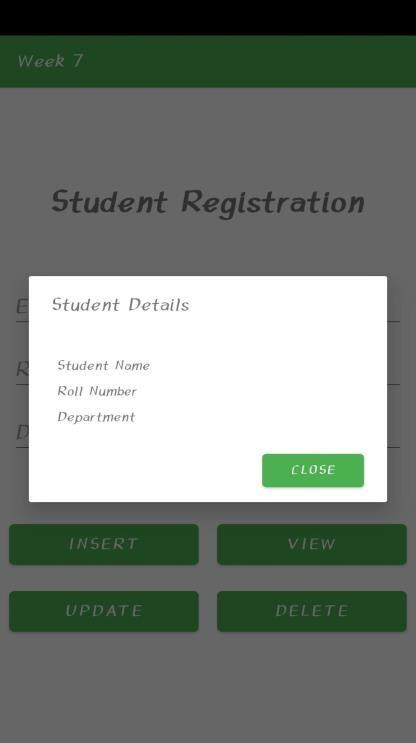 Week 7
Student Registration
E
Student Details
R
Student Name
Roll Number
D
Department
CLOSE
INSERT VIEW
UPDATE DELETE